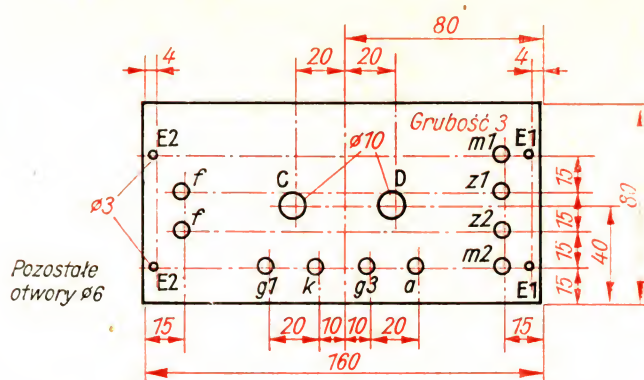 80
4 20 20 4
Grubość 3
E2 ø10 m1 E1
f C D z1 15
ø3 f z2 15 80
40
Pozostałe E2 g1 k g3 a m2 E1 15
otwory ø6 15
15 20 10 10 20 15
160